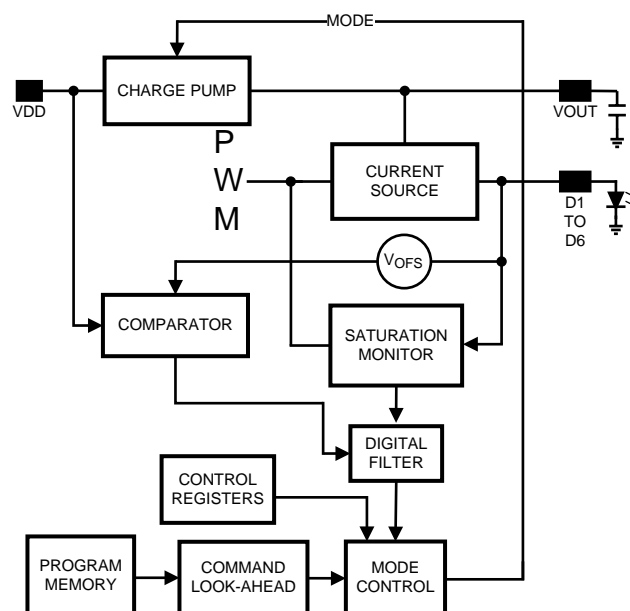 MODE
CHARGE PUMP
VDD
VOUT
P
W
M
CURRENT
SOURCE
D1
TO
D6
VOFS
COMPARATOR
SATURATION
MONITOR
DIGITAL
FILTER
CONTROL
REGISTERS
PROGRAM
MEMORY
COMMAND
LOOK-AHEAD
MODE
CONTROL